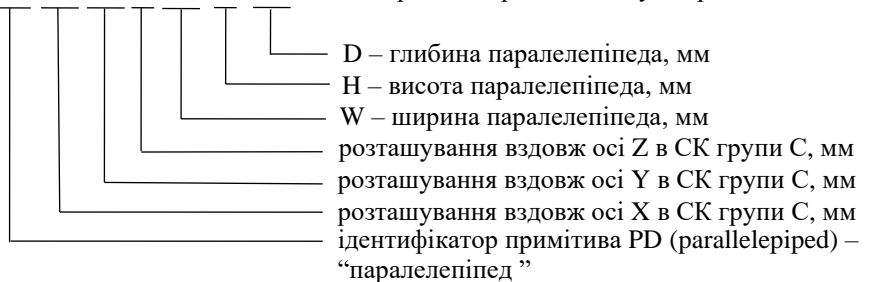 D – глибина паралелепіпеда, мм
H – висота паралелепіпеда, мм
W – ширина паралелепіпеда, мм
розташування вздовж осі Z в СК групи С, мм
розташування вздовж осі Y в СК групи С, мм
розташування вздовж осі X в СК групи С, мм
ідентифікатор примітива PD (parallelepiped) –
“паралелепіпед ”